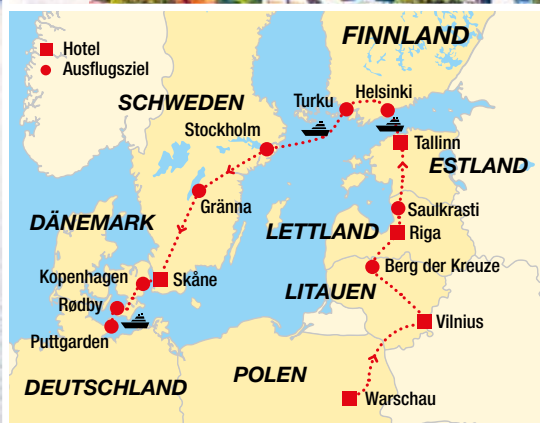 FINNLAND
Hotel
Ausflugsziel
SCHWEDEN
Turku
Helsinki
Stockholm
Tallinn
ESTLAND
Gränna
Saulkrasti
DÄNEMARK
LETTLAND
Riga
Kopenhagen
Skåne
Berg der Kreuze
Rødby
LITAUEN
Puttgarden
Vilnius
POLEN
DEUTSCHLAND
Warschau